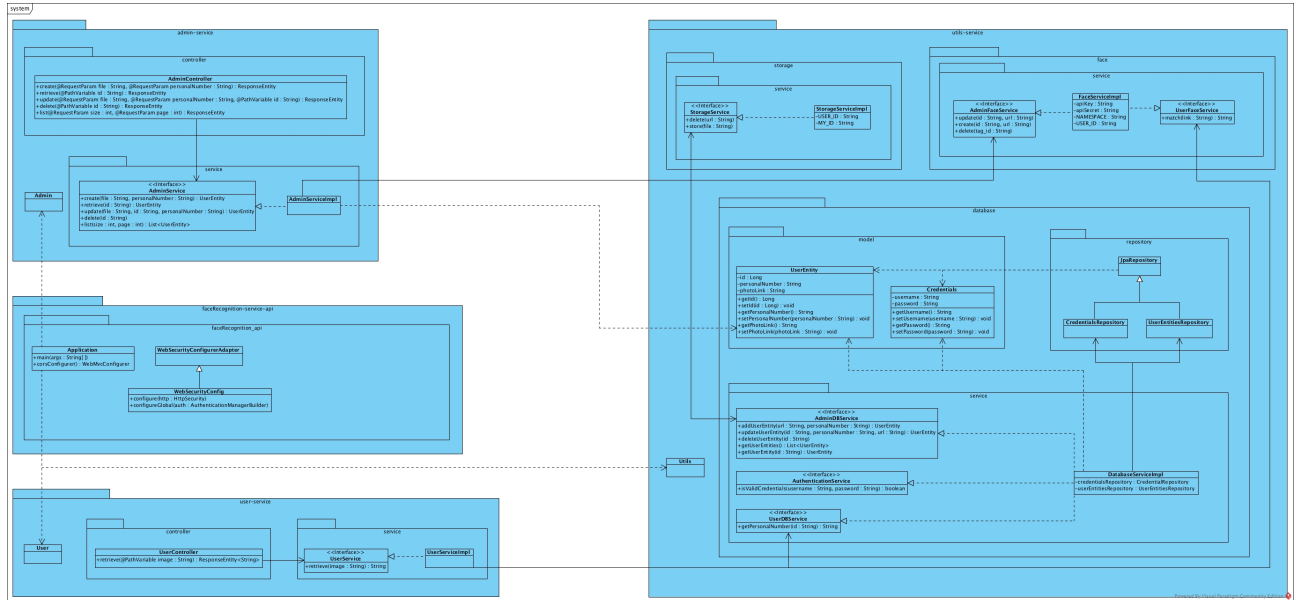 system
admin-service
controller
AdminController
+create(@RequestParam file : String, @RequestParam personalNumber : String) : ResponseEntity
+retrieve(@PathVariable id : String) : ResponseEntity
+update(@RequestParam file : String, @RequestParam personalNumber : String, @PathVariable id : String) : ResponseEntity
+delete(@PathVariable id : String) : ResponseEntity
+list(@RequestParam size : int, @RequestParam page : int) : ResponseEntity
service
<<Interface>>
AdminService
+create(file : String, personalNumber : String) : UserEntity
+retrieve(id : String) : UserEntity
+update(file : String, id : String, personalNumber : String) : UserEntity
+delete(id : String)
+list(size : int, page : int) : List<UserEntity>
AdminServiceImpl
Admin
faceRecognition-service-api
faceRecognition_api
Application
+main(args : String[])
+corsConfigurer() : WebMvcConfigurer
WebSecurityConfigurerAdapter
WebSecurityConfig
+configure(http : HttpSecurity)
+configureGlobal(auth : AuthenticationManagerBuilder)
user-service
controller
UserController
+retrieve(@PathVariable image : String) : ResponseEntity<String>
service
<<Interface>>
UserService
+retrieve(image : String) : String
UserServiceImpl
User
Utils
utils-service
storage
service
<<Interface>>
StorageService
+delete(url : String)
+store(file : String)
StorageServiceImpl
-USER_ID : String
-MY_ID : String
face
service
<<Interface>>
AdminFaceService
+update(id : String, url : String)
+create(id : String, url : String)
+delete(tag_id : String)
FaceServiceImpl
-apiKey : String
-apiSecret : String
-NAMESPACE : String
-USER_ID : String
<<Interface>>
UserFaceService
+match(link : String) : String
database
model
UserEntity
-id : Long
-personalNumber : String
-photoLink : String
+getId() : Long
+setId(id : Long) : void
+getPersonalNumber() : String
+setPersonalNumber(personalNumber : String) : void
+getPhotoLink() : String
+setPhotoLink(photoLink : String) : void
Credentials
-username : String
-password : String
+getUsername() : String
+setUsername(username : String) : void
+getPassword() : String
+setPassword(password : String) : void
repository
JpaRepository
CredentialsRepository
UserEntitiesRepository
service
<<Interface>>
AdminDBService
+addUserEntity(url : String, personalNumber : String) : UserEntity
+updateUserEntity(id : String, personalNumber : String, url : String) : UserEntity
+deleteUserEntity(id : String)
+getUserEntities() : List<UserEntity>
+getUserEntity(id : String) : UserEntity
<<Interface>>
AuthenticationService
+isValidCredentials(username : String, password : String) : boolean
<<Interface>>
UserDBService
+getPersonalNumber(id : String) : String
DatabaseServiceImpl
-credentialsRepository : CredentialRepository
-userEntitiesRepository : UserEntitiesRepository
Powered By Visual Paradigm Community Edition